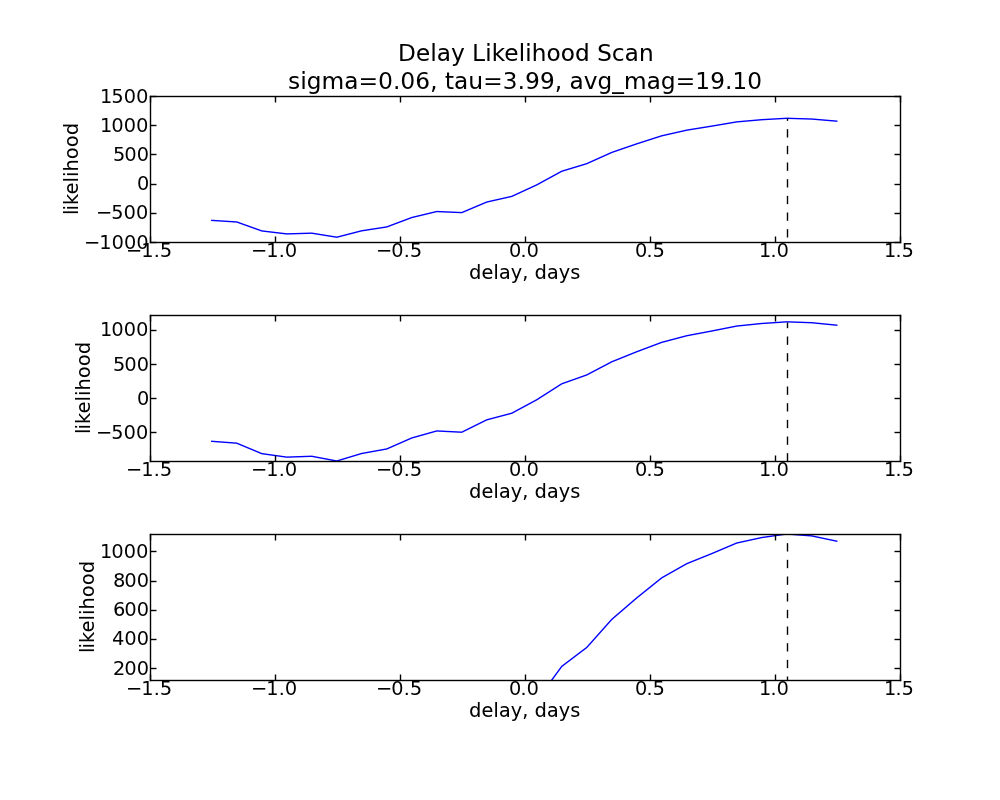 Delay Likelihood Scan
sigma=0.06, tau=3.99, avg_mag=19.10
1500
1000
500
0
−500
−1000
likelihood
−1.5 −1.0 −0.5 0.0 0.5 1.0 1.5
delay, days
1000
500
0
−500
likelihood
−1.5 −1.0 −0.5 0.0 0.5 1.0 1.5
delay, days
1000
800
600
400
200
likelihood
−1.5 −1.0 −0.5 0.0 0.5 1.0 1.5
delay, days